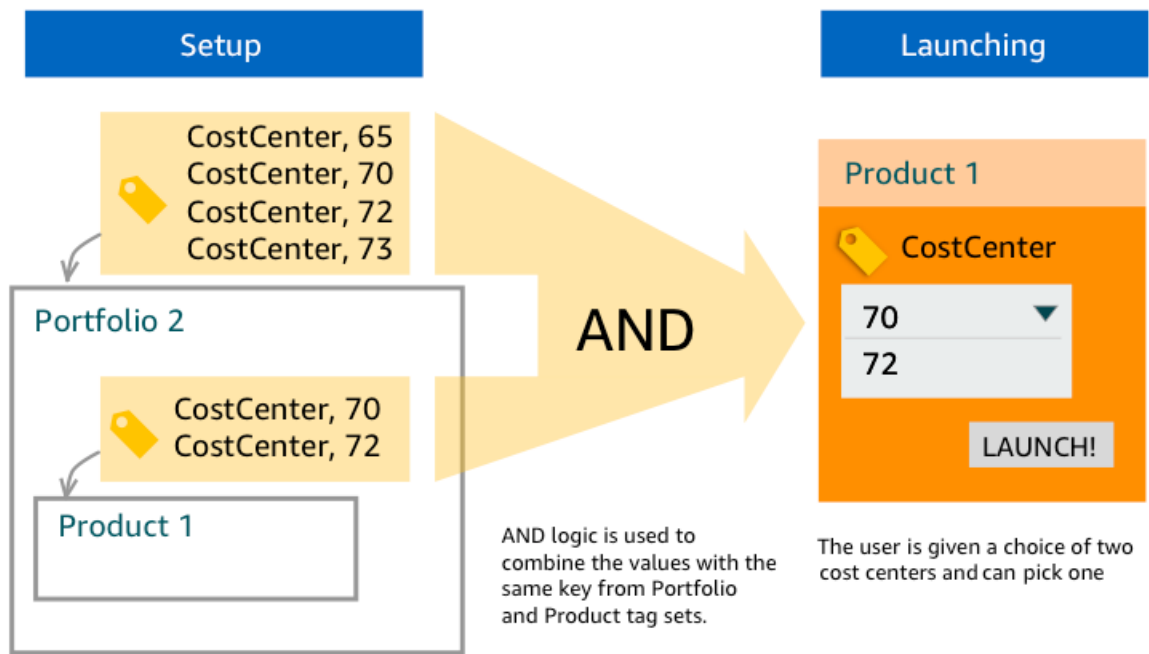 Setup
Launching
CostCenter, 65
CostCenter, 70
CostCenter, 72
CostCenter, 73
Portfolio 2
CostCenter, 70
CostCenter, 72
Product 1
AND
AND logic is used to
combine the values with the
same key from Portfolio
and Product tag sets.
Product 1
CostCenter
70
72
LAUNCH!
The user is given a choice of two
cost centers and can pick one